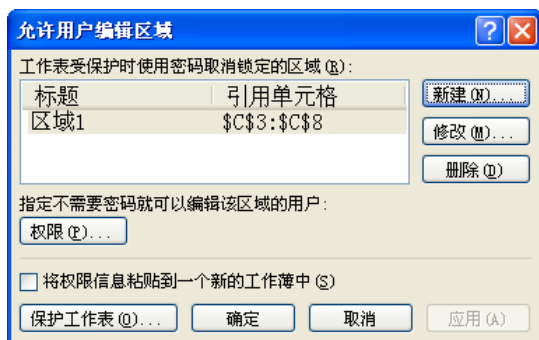 允许用户编辑区域
工作表受保护时使用密码取消锁定的区域(R):
标题 引用单元格
区域1 $C$3:$C$8
新建(N)...
修改(M)...
删除(D)
指定不需要密码就可以编辑该区域的用户:
权限(P)...
将权限信息粘贴到一个新的工作薄中(S)
保护工作表(O)... 确定 取消 应用(A)